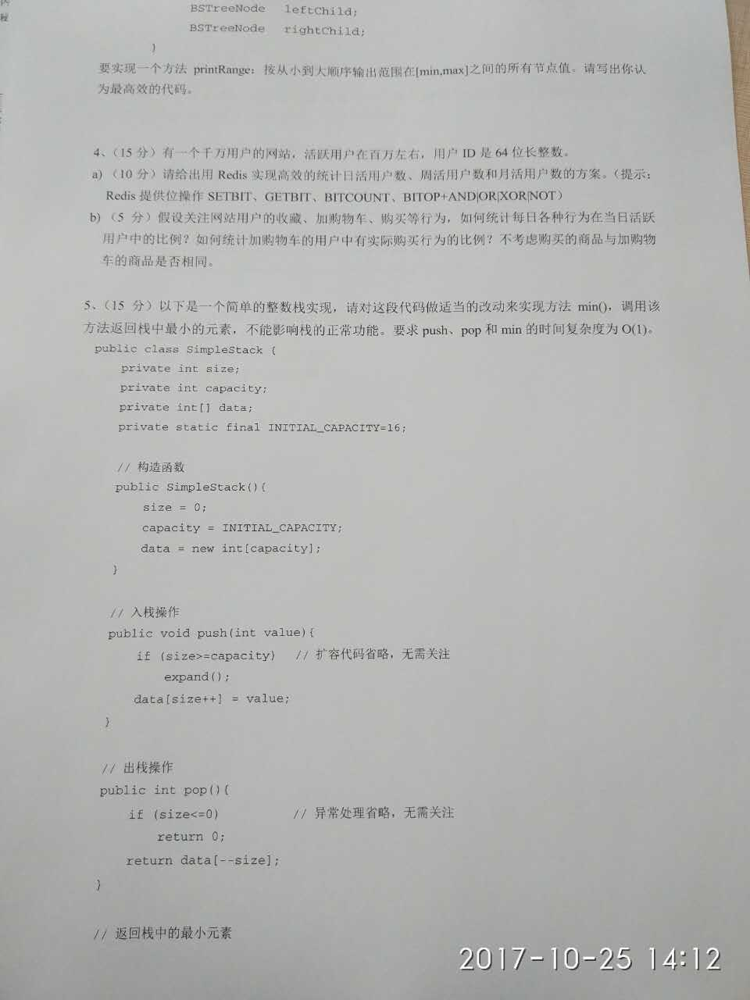 BSTreeNode leftChild;
BSTreeNode rightChild;
}
要实现一个方法 printRange：按从小到大顺序输出范围在[min,max]之间的所有节点值。请写出你认
为最高效的代码。
4、（15 分）有一个千万用户的网站，活跃用户在百万左右，用户 ID 是 64 位长整数。
a) （10 分）请给出用 Redis 实现高效的统计日活用户数、周活用户数和月活用户数的方案。（提示：
Redis 提供位操作 SETBIT、GETBIT、BITCOUNT、BITOP+AND|OR|XOR|NOT）
b) （5 分）假设关注网站用户的收藏、加购物车、购买等行为，如何统计每日各种行为在当日活跃
用户中的比例？如何统计加购物车的用户中有实际购买行为的比例？不考虑购买的商品与加购物
车的商品是否相同。
5、（15 分）以下是一个简单的整数栈实现，请对这段代码做适当的改动来实现方法 min()，调用该
方法返回栈中最小的元素，不能影响栈的正常功能。要求 push、pop 和 min 的时间复杂度为 O(1)。
public class SimpleStack {
private int size;
private int capacity;
private int[] data;
private static final INITIAL_CAPACITY=16;
// 构造函数
public SimpleStack(){
size = 0;
capacity = INITIAL_CAPACITY;
data = new int[capacity];
}
// 入栈操作
public void push(int value){
if (size>=capacity) // 扩容代码省略，无需关注
expand();
data[size++] = value;
}
// 出栈操作
public int pop(){
if (size<=0) // 异常处理省略，无需关注
return 0;
return data[--size];
}
// 返回栈中的最小元素
2017-10-25 14:12